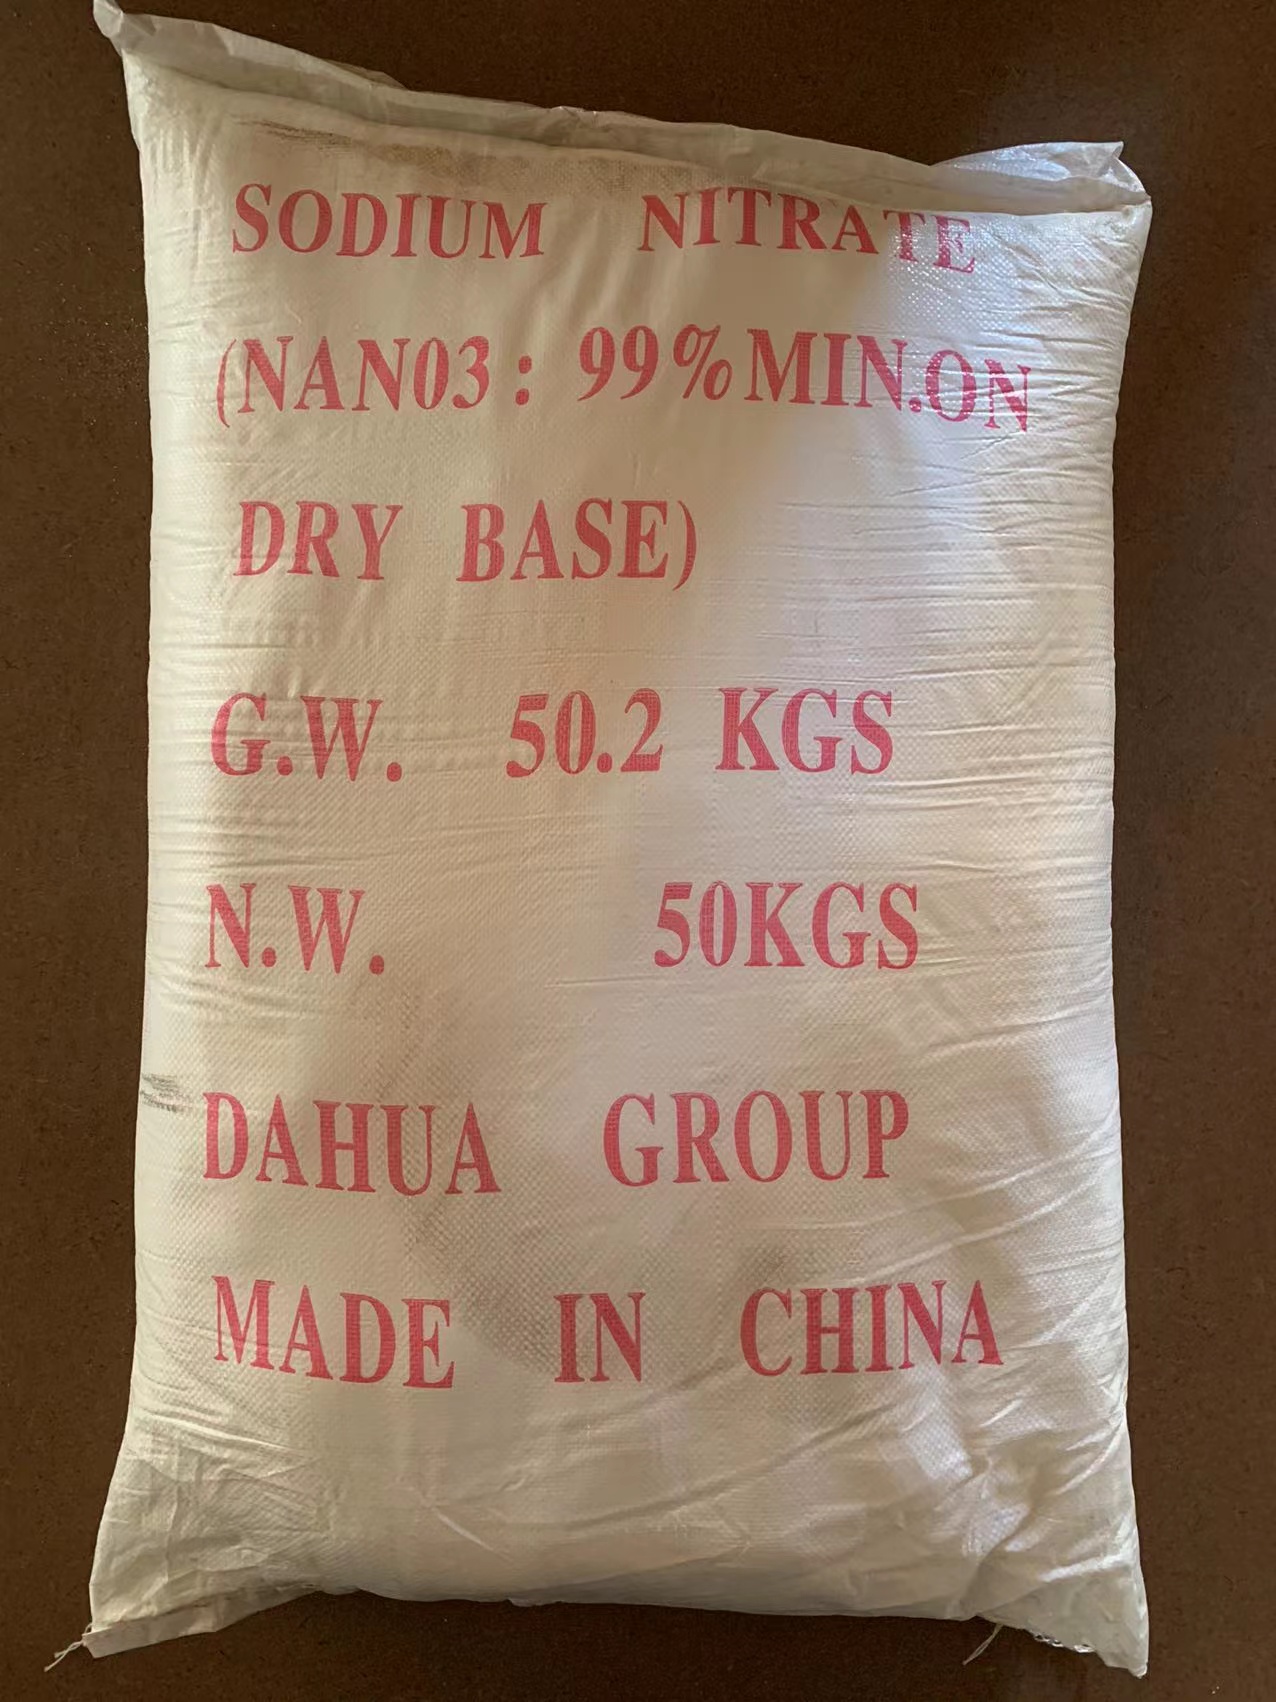 SODIUM NITRATE
(NAN03: 99%MIN.ON
DRY BASE)
G.W. 50.2 KGS
N.W. 50KGS
DAHUA GROUP
MADE IN CHINA